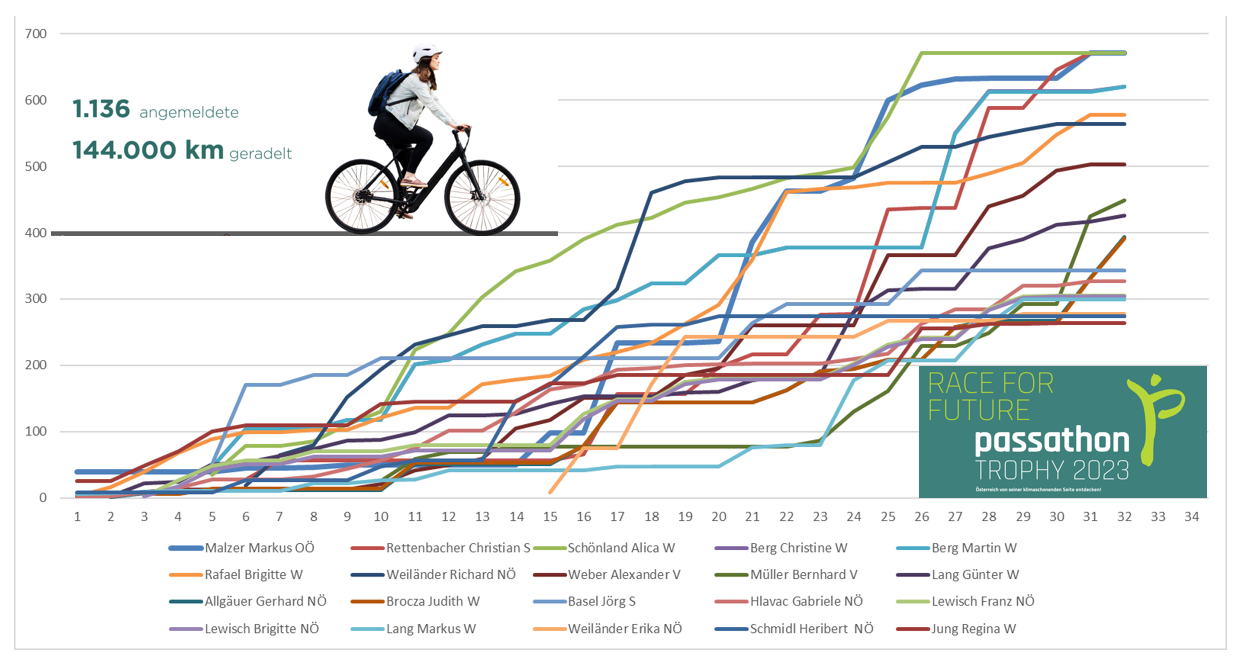 700
600
500
400
300
200
100
0
1.136 angemeldete
144.000 km geradelt
RACE FOR
FUTURE
passathon
TROPHY 2023
Österreich von seiner klimaschonenden Seite entdecken!
1 2 3 4 5 6 7 8 9 10 11 12 13 14 15 16 17 18 19 20 21 22 23 24 25 26 27 28 29 30 31 32 33 34
Malzer Markus OÖ Rettenbacher Christian S Schönland Alica W Berg Christine W Berg Martin W
Rafael Brigitte W Weiländer Richard NÖ Weber Alexander V Müller Bernhard V Lang Günter W
Allgäuer Gerhard NÖ Brocza Judith W Basel Jörg S Hlavac Gabriele NÖ Lewisch Franz NÖ
Lewisch Brigitte NÖ Lang Markus W Weiländer Erika NÖ Schmidl Heribert NÖ Jung Regina W